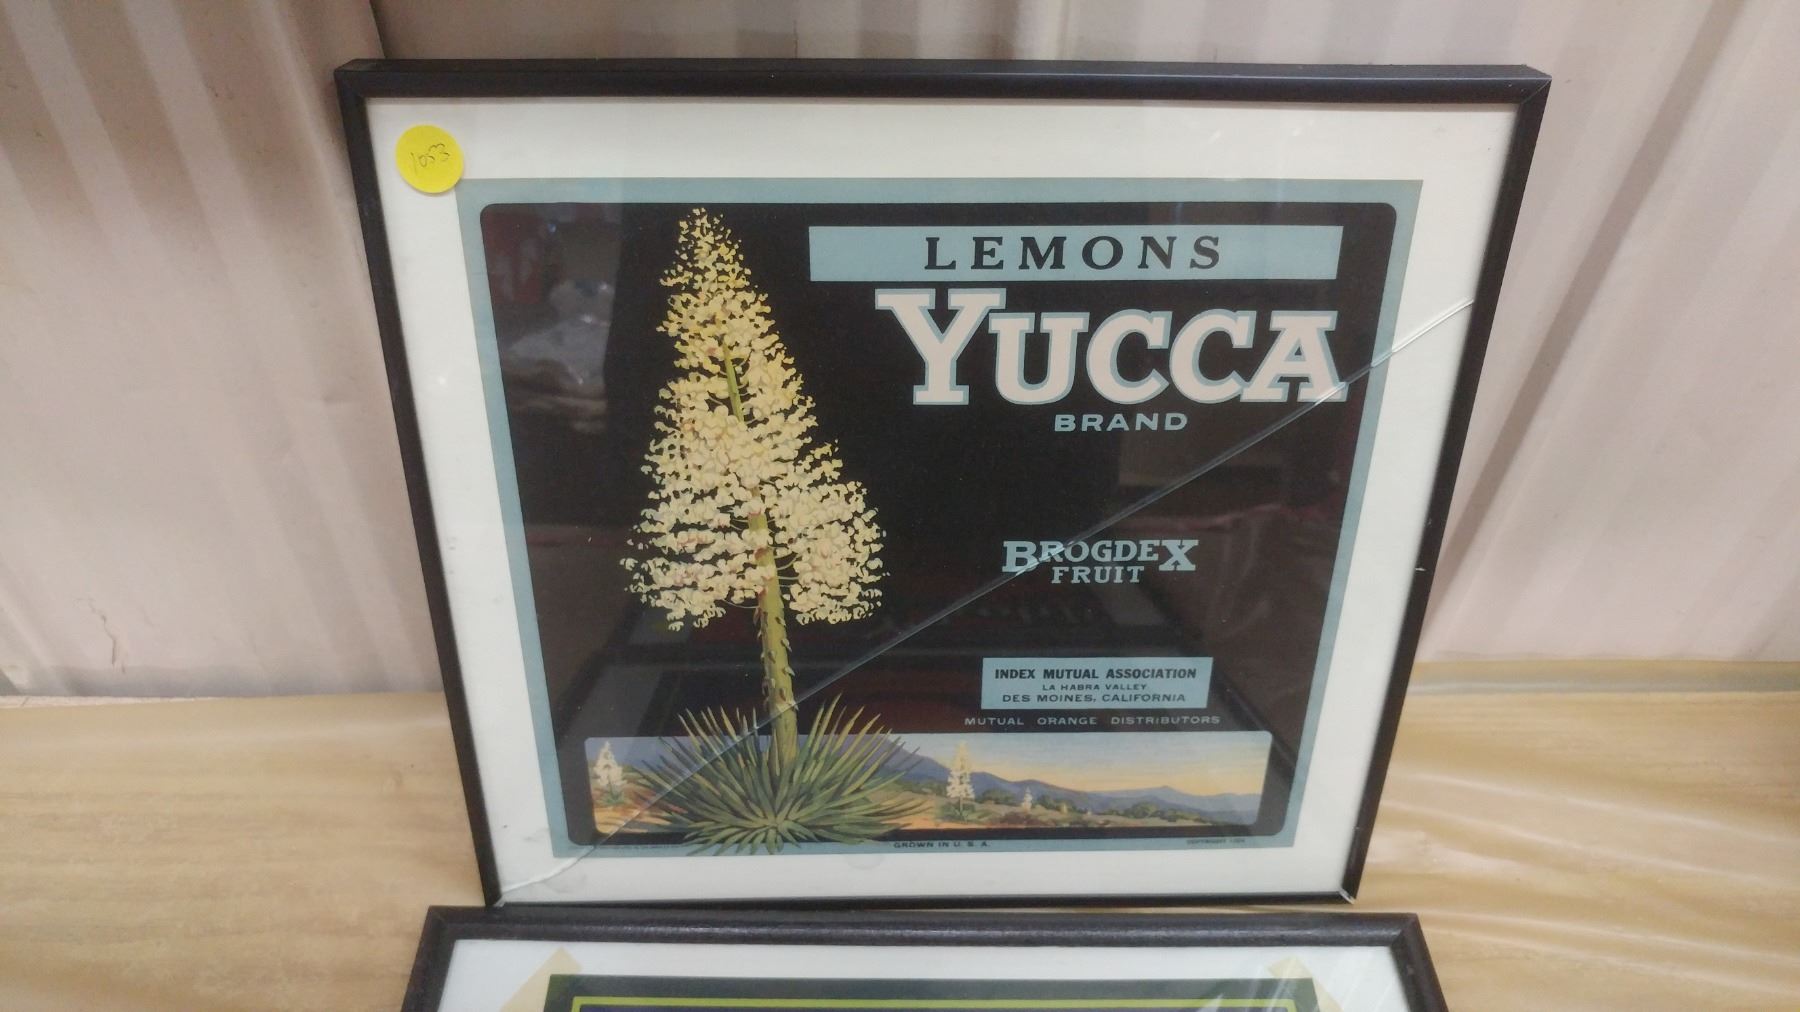 1053
LEMONS
YUCCA
BRAND
BROGDEX
FRUIT
INDEX MUTUAL ASSOCIATION
LA HABRA VALLEY
DES MOINES, CALIFORNIA
MUTUAL ORANGE DISTRIBUTORS
GROWN IN U. S. A.
COPYRIGHT